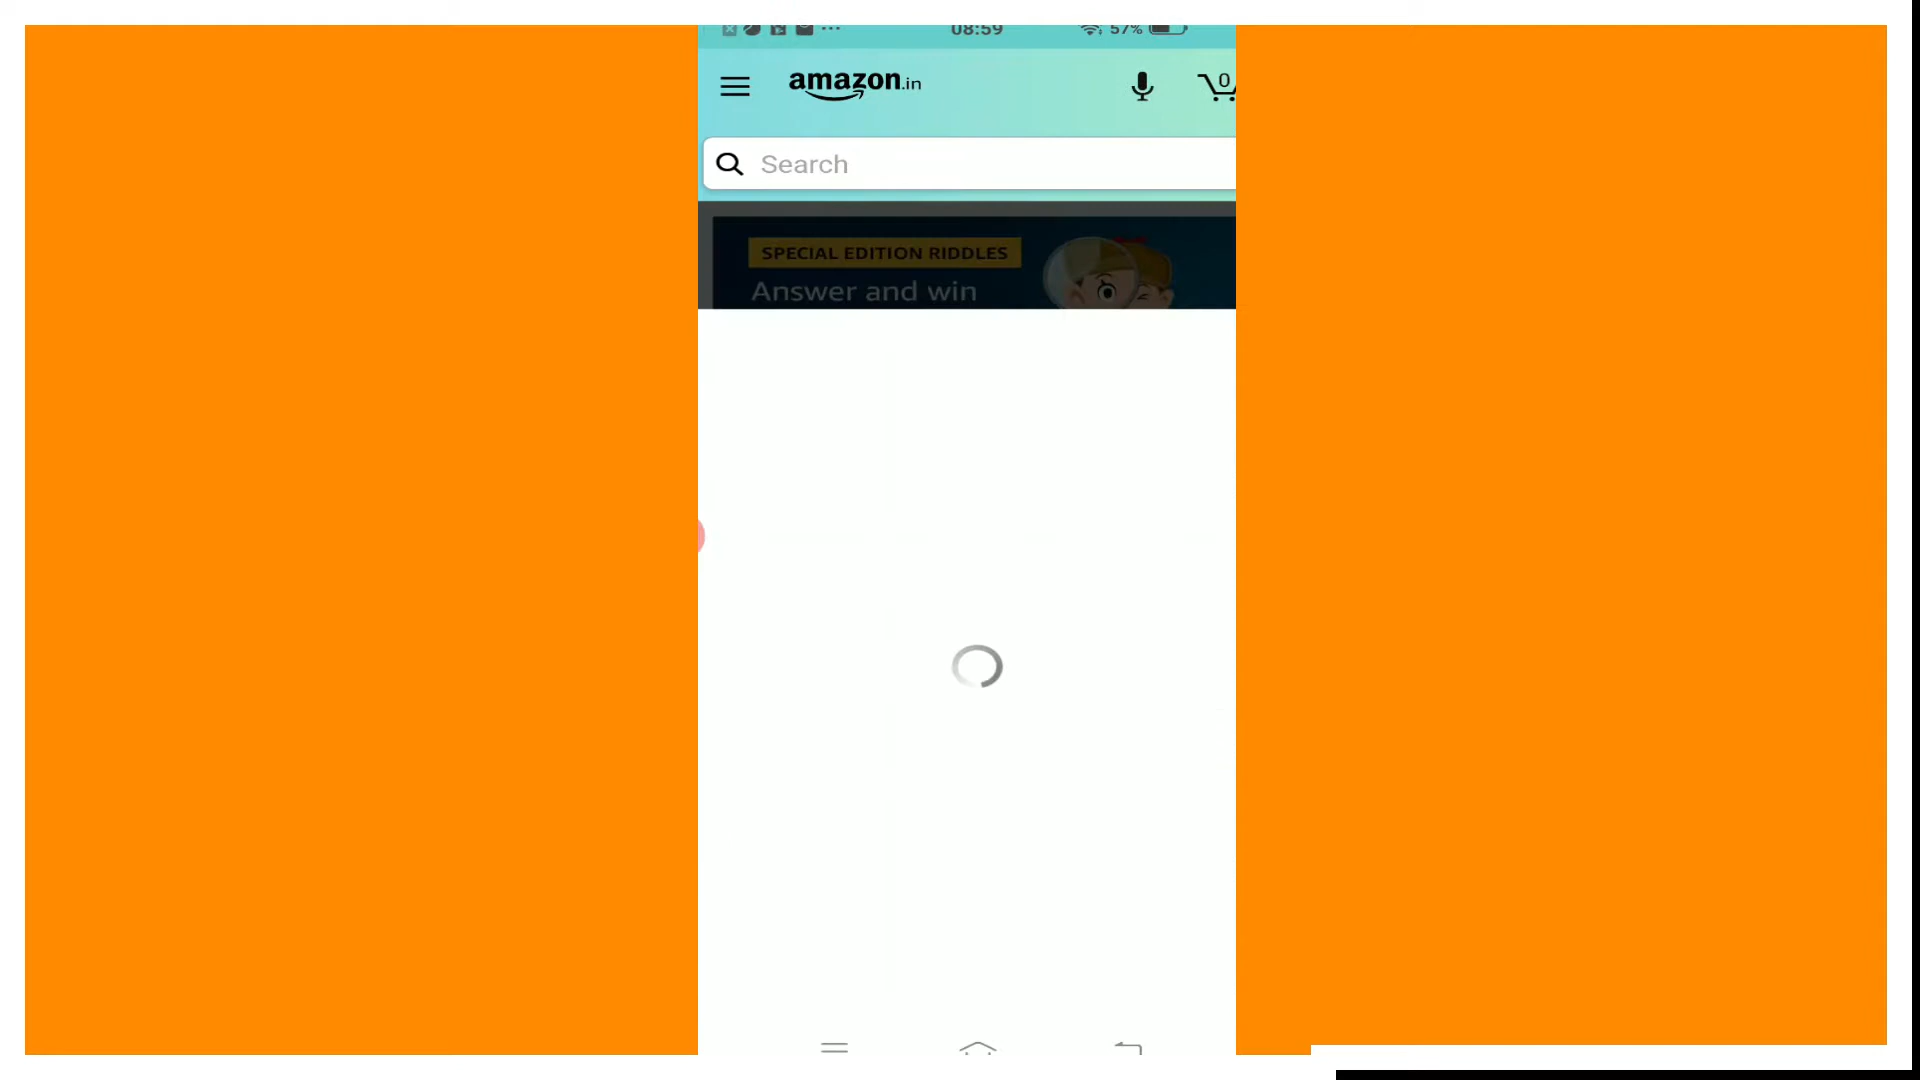 08:59
57%
amazon.in
0
Search
SPECIAL EDITION RIDDLES
Answer and win